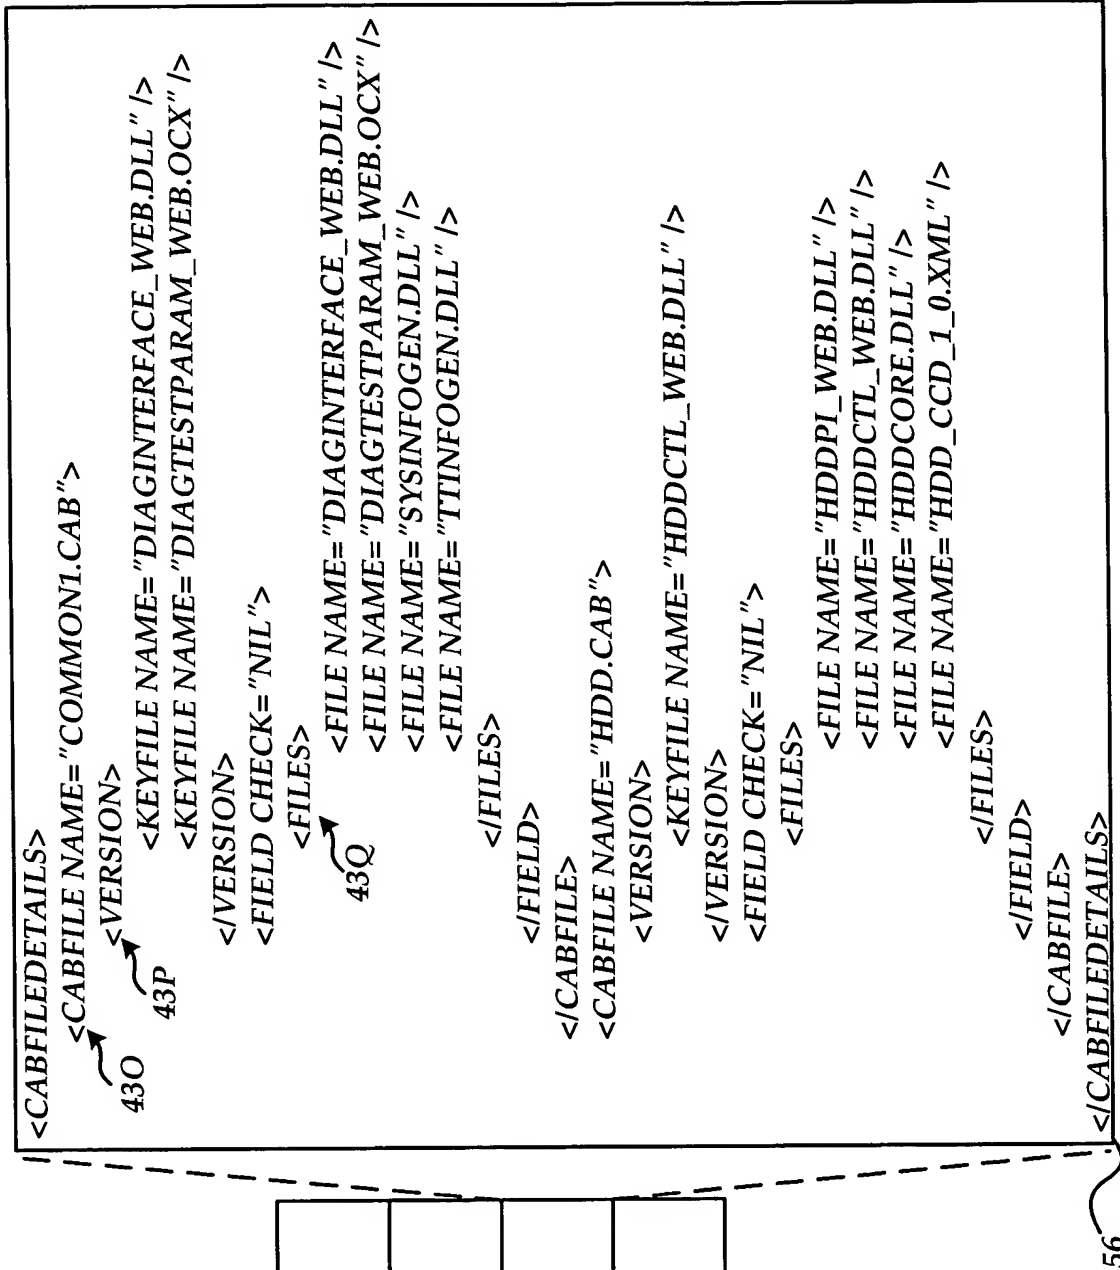 <CABFILEDETAILS>
<CABFILE NAME="COMMON1.CAB">
43O
<VERSION>
43P
<KEYFILE NAME="DIAGINTERFACE_WEB.DLL" />
<KEYFILE NAME="DIAGTESTPARAM_WEB.OCX" />
</VERSION>
<FIELD CHECK="NIL">
<FILES>
43Q
<FILE NAME="DIAGINTERFACE_WEB.DLL" />
<FILE NAME="DIAGTESTPARAM_WEB.OCX" />
<FILE NAME="SYSINFOGEN.DLL" />
<FILE NAME="TTINFOGEN.DLL" />
</FILES>
</FIELD>
</CABFILE>
<CABFILE NAME="HDD.CAB">
<VERSION>
<KEYFILE NAME="HDDCTL_WEB.DLL" />
</VERSION>
<FIELD CHECK="NIL">
<FILES>
<FILE NAME="HDDPI_WEB.DLL" />
<FILE NAME="HDDCTL_WEB.DLL" />
<FILE NAME="HDDCORE.DLL" />
<FILE NAME="HDD_CCD_1_0.XML" />
</FILES>
</FIELD>
</CABFILE>
</CABFILEDETAILS>
56